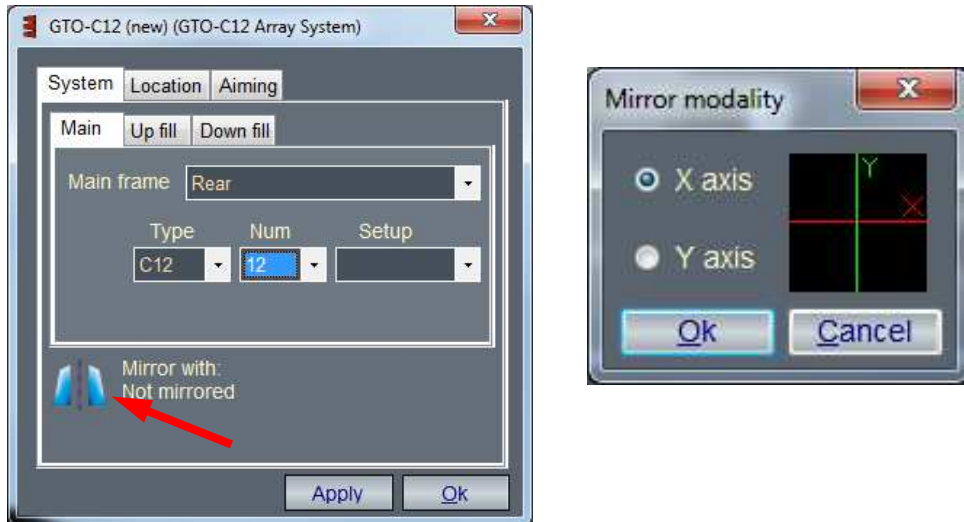 GTO-C12 (new) (GTO-C12 Array System)
System Location Aiming
Main Up fill Down fill
Main frame Rear
Type Num Setup
C12 12
Mirror with:
Not mirrored
Apply Ok
Mirror modality
X axis
Y axis
Y
X
Ok Cancel